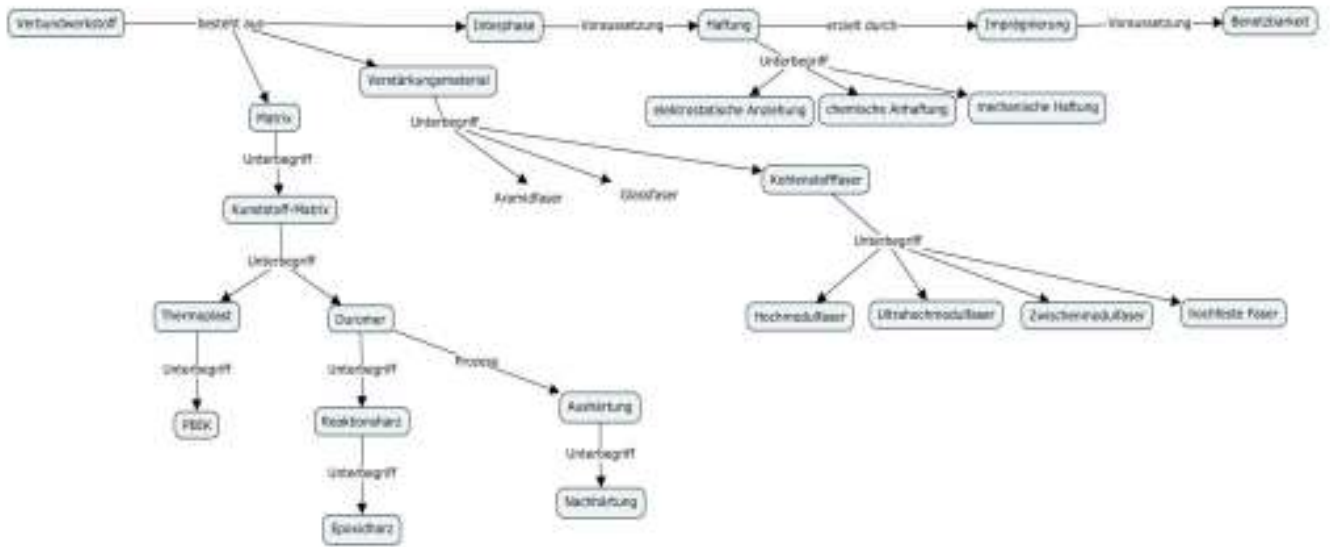 Verbundwerkstoff
besteht aus
Interphase
Voraussetzung
Haftung
erzielt durch
Imprägnierung
Voraussetzung
Benetzbarkeit
Unterbegriff
Verstärkungsmaterial
elektrostatische Anziehung
chemische Anhaftung
mechanische Haftung
Matrix
Unterbegriff
Unterbegriff
Aramidfaser
Glasfaser
Kohlenstofffaser
Kunststoff-Matrix
Unterbegriff
Unterbegriff
Thermoplast
Duromer
Hochmodulfaser
Ultrahochmodulfaser
Zwischenmodulfaser
hochfeste Faser
Unterbegriff
Unterbegriff
Prozess
PEEK
Reaktionsharz
Aushärtung
Unterbegriff
Unterbegriff
Epoxidharz
Nachhärtung